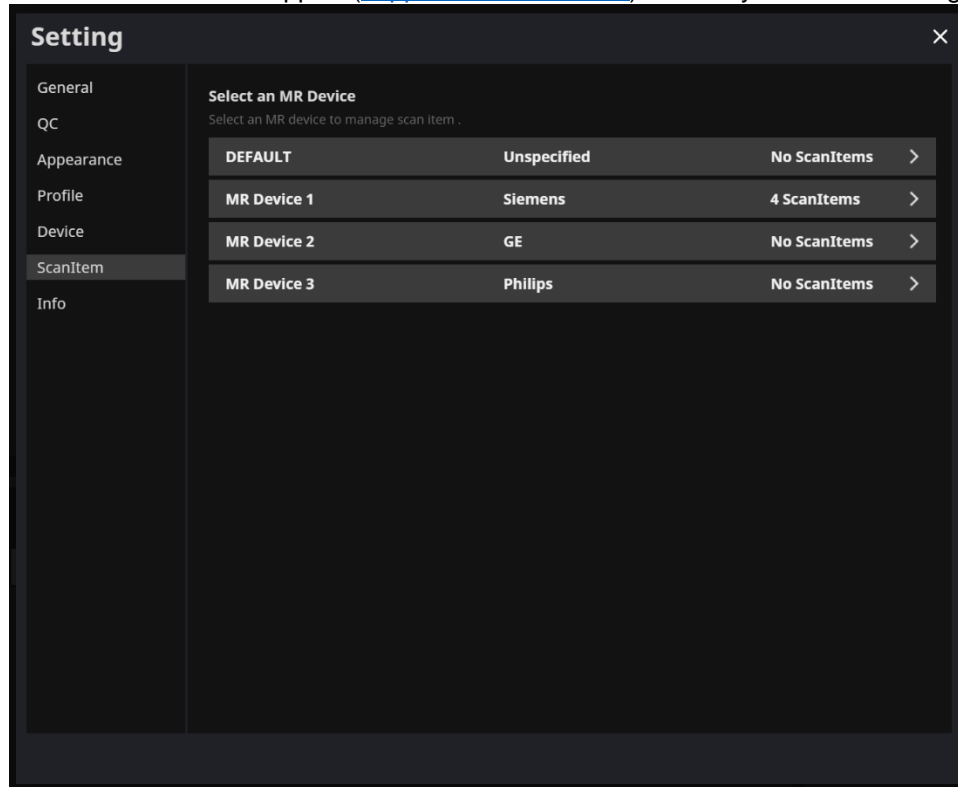 Setting
General
QC
Appearance
Profile
Device
ScanItem
Info
Select an MR Device
Select an MR device to manage scan item .
DEFAULT Unspecified No ScanItems
MR Device 1 Siemens 4 ScanItems
MR Device 2 GE No ScanItems
MR Device 3 Philips No ScanItems